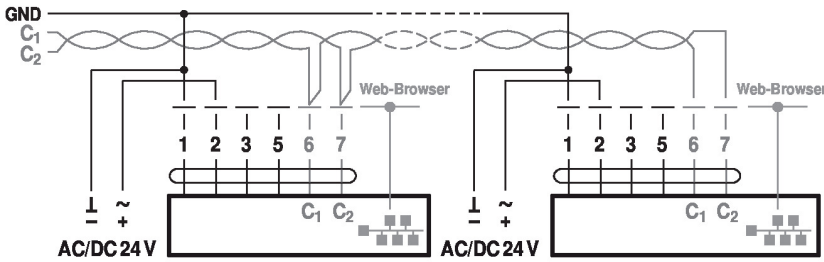 GND
C1
C2
Web-Browser Web-Browser
1 2 3 5 6 7 1 2 3 5 6 7
⊥ ~ C1 C2 ⊥ ~ C1 C2
– + – +
AC/DC 24 V AC/DC 24 V